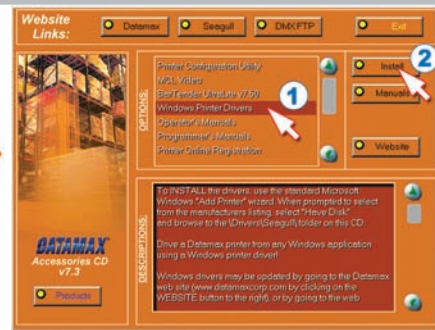 Website
Links:
Datamax
Seagull
DMXFTP
Exit
OPTIONS:
Printer Configuration Utility
MCL Video
BarTender UltraLite v7.50
Windows Printer Drivers
Operator's Manuals
Programmer's Manuals
Printer Online Registration
1
2
Install
Manuals
Website
DATAMAX
Accessories CD
v7.3
Products
DESCRIPTIONS:
To INSTALL the drivers, use the standard Microsoft
Windows "Add Printer" wizard. When prompted to select
from the manufacturers listing, select "Have Disk"
and browse to the \Drivers\Seagull\ folder on this CD.
Drive a Datamax printer from any Windows application
using a Windows printer driver!
Windows drivers may be updated by going to the Datamax
web site (www.datamaxcorp.com by clicking on the
WEBSITE button to the right), or by going to the web